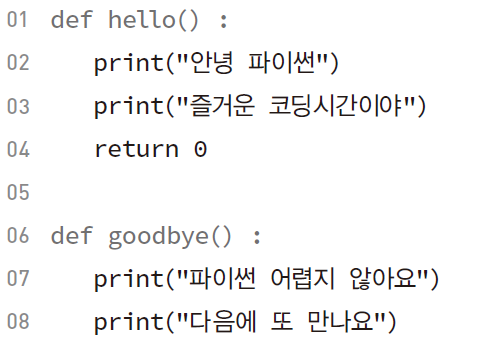 01 def hello() :
02     print("안녕 파이썬")
03     print("즐거운 코딩시간이야")
04     return 0
05
06 def goodbye() :
07     print("파이썬 어렵지 않아요")
08     print("다음에 또 만나요")